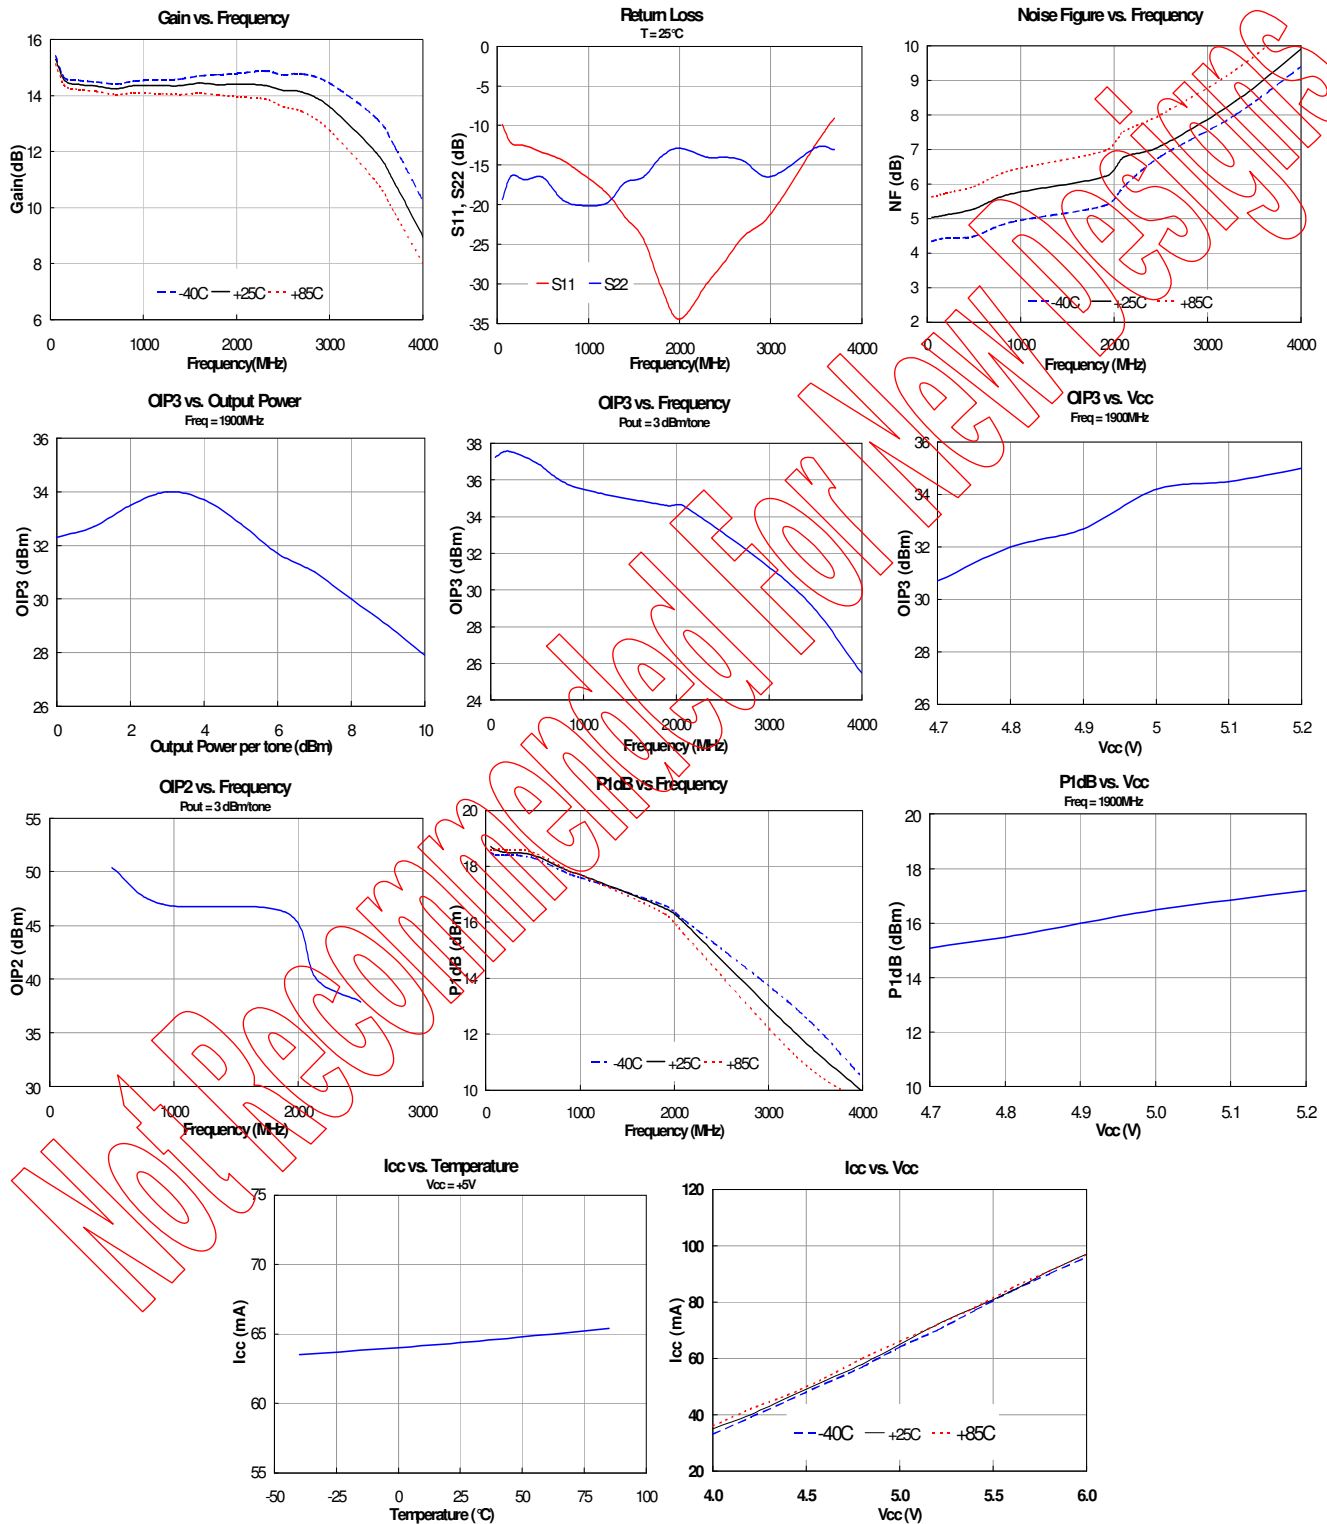 Gain vs. Frequency
16
14
12
10
8
6
Gain(dB)
-40C +25C +85C
0 1000 2000 3000 4000
Frequency(MHz)
Return Loss
T = 25°C
0
-5
-10
-15
-20
-25
-30
-35
S11, S22 (dB)
S11 S22
0 1000 2000 3000 4000
Frequency (MHz)
Noise Figure vs. Frequency
10
9
8
7
6
5
4
3
2
NF (dB)
-40C +25C +85C
0 1000 2000 3000 4000
Frequency (MHz)
OIP3 vs. Output Power
Freq = 1900MHz
36
34
32
30
28
26
OIP3 (dBm)
0 2 4 6 8 10
Output Power per tone (dBm)
OIP3 vs. Frequency
Pout = 3 dBm/tone
38
36
34
32
30
28
26
24
OIP3 (dBm)
0 1000 2000 3000 4000
Frequency (MHz)
OIP3 vs. Vcc
Freq = 1900MHz
36
34
32
30
28
26
OIP3 (dBm)
4.7 4.8 4.9 5 5.1 5.2
Vcc (V)
OIP2 vs. Frequency
Pout = 3 dBm/tone
55
50
45
40
35
30
OIP2 (dBm)
0 1000 2000 3000
Frequency (MHz)
P1dB vs Frequency
20
18
16
14
12
10
P1dB (dBm)
-40C +25C +85C
0 1000 2000 3000 4000
Frequency (MHz)
P1dB vs. Vcc
Freq = 1900MHz
20
18
16
14
12
10
P1dB (dBm)
4.7 4.8 4.9 5.0 5.1 5.2
Vcc (V)
Icc vs. Temperature
Vcc = +5V
75
70
65
60
55
Icc (mA)
-50 -25 0 25 50 75 100
Temperature (°C)
Icc vs. Vcc
120
100
80
60
40
20
Icc (mA)
-40C +25C +85C
4.0 4.5 5.0 5.5 6.0
Vcc (V)
Not Recommended For New Designs